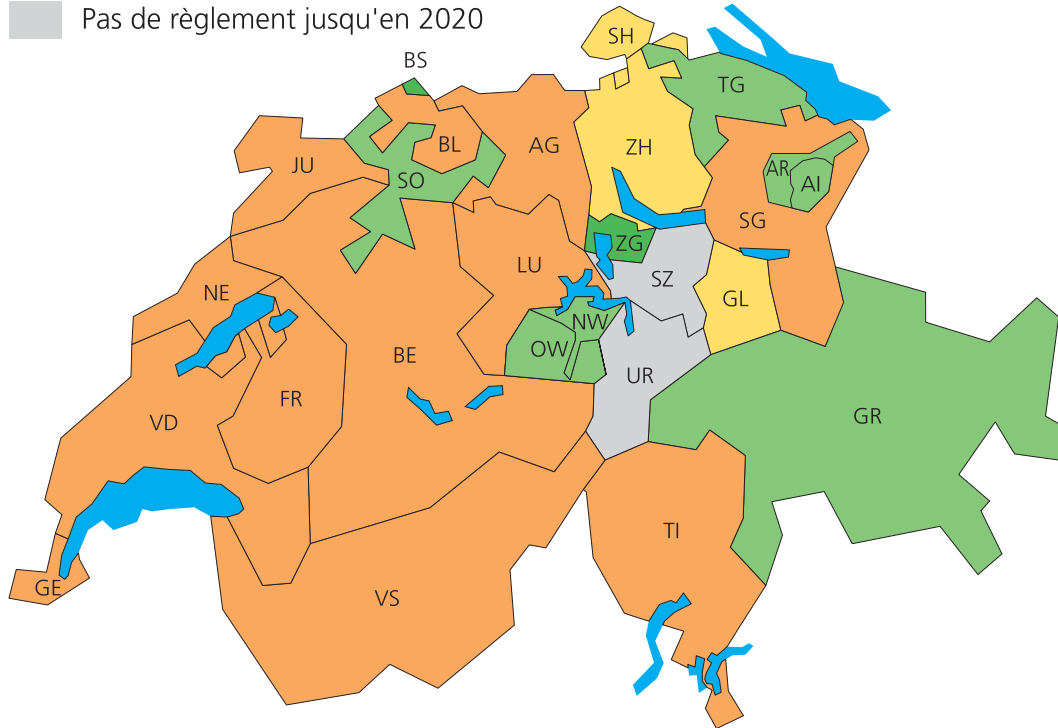 Pas de règlement jusqu'en 2020
SH
BS
TG
BL
AG
ZH
JU
SO
AR
AI
SG
ZG
LU
SZ
NE
GL
NW
OW
BE
UR
FR
GR
VD
TI
GE
VS